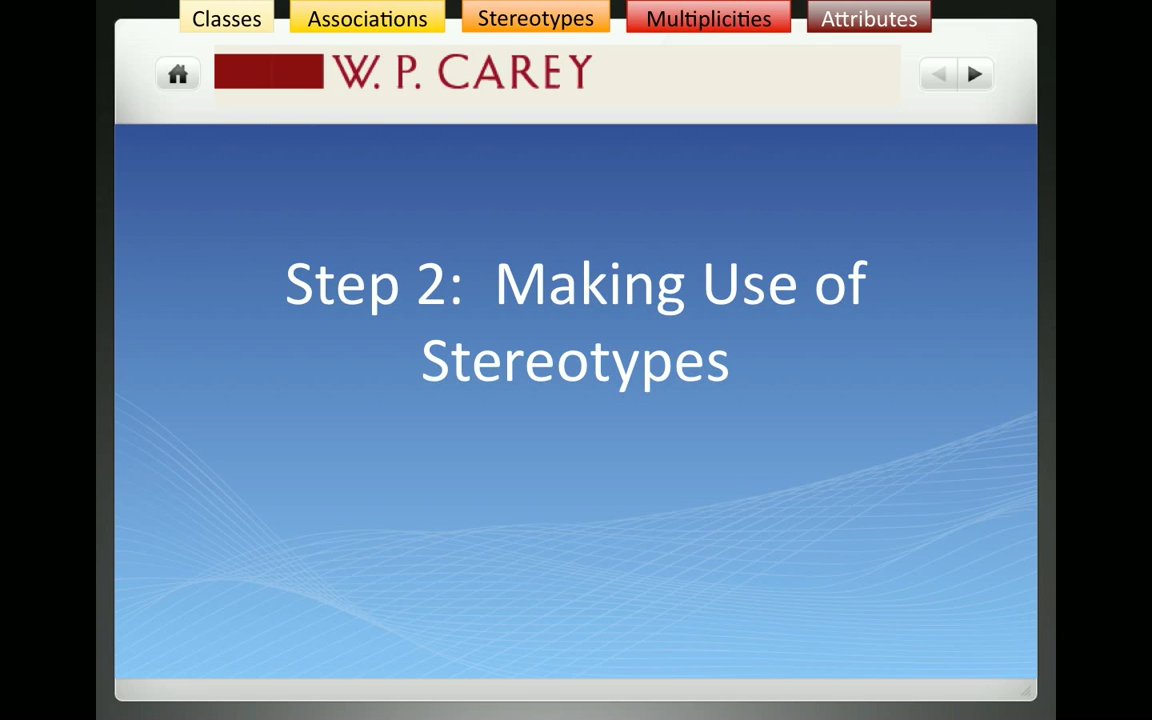 Classes
Associations
Stereotypes
Multiplicities
Attributes
W. P. CAREY
Step 2: Making Use of
Stereotypes